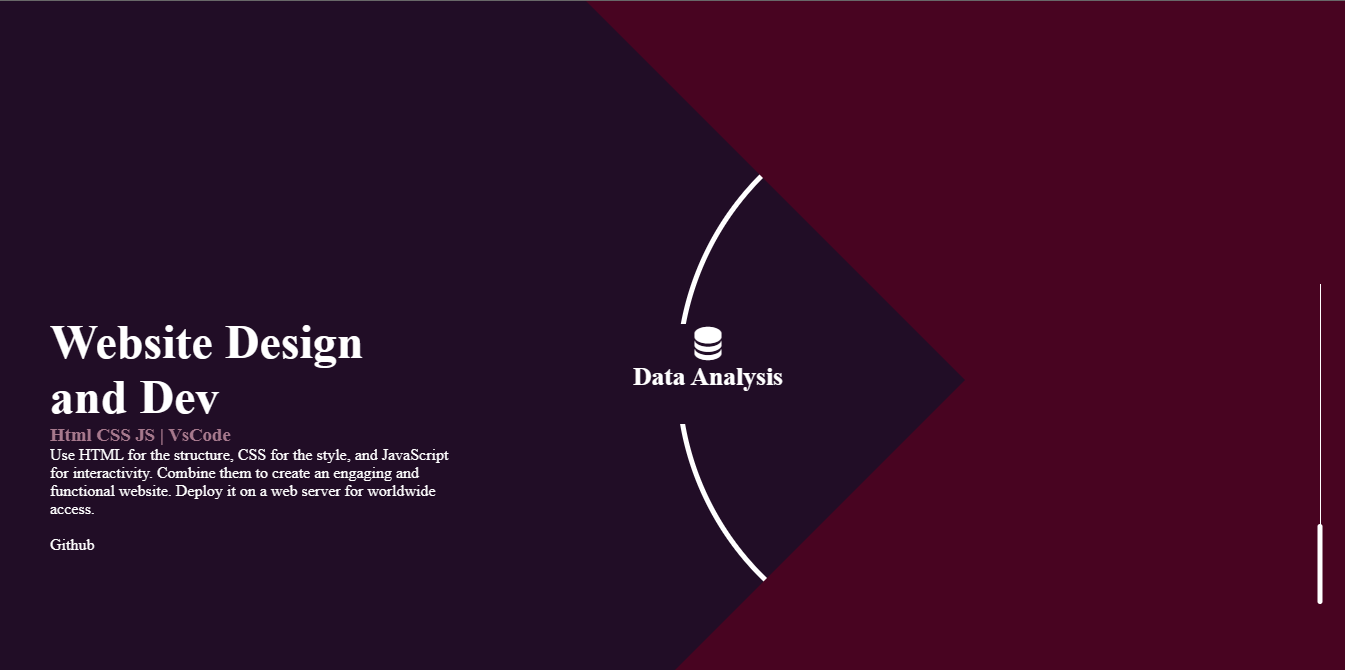 Website Design
and Dev
Html CSS JS | VsCode
Use HTML for the structure, CSS for the style, and JavaScript
for interactivity. Combine them to create an engaging and
functional website. Deploy it on a web server for worldwide
access.
Github
Data Analysis